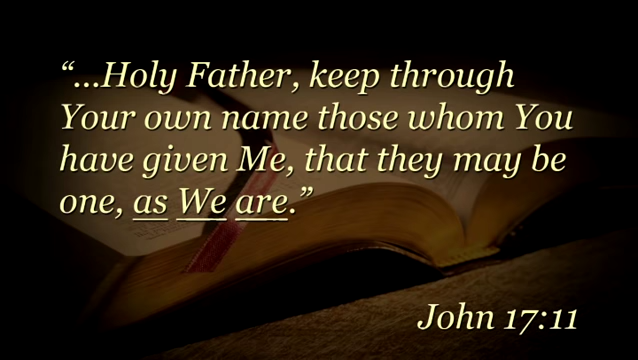 “...Holy Father, keep through
Your own name those whom You
have given Me, that they may be
one, as We are.”
John 17:11